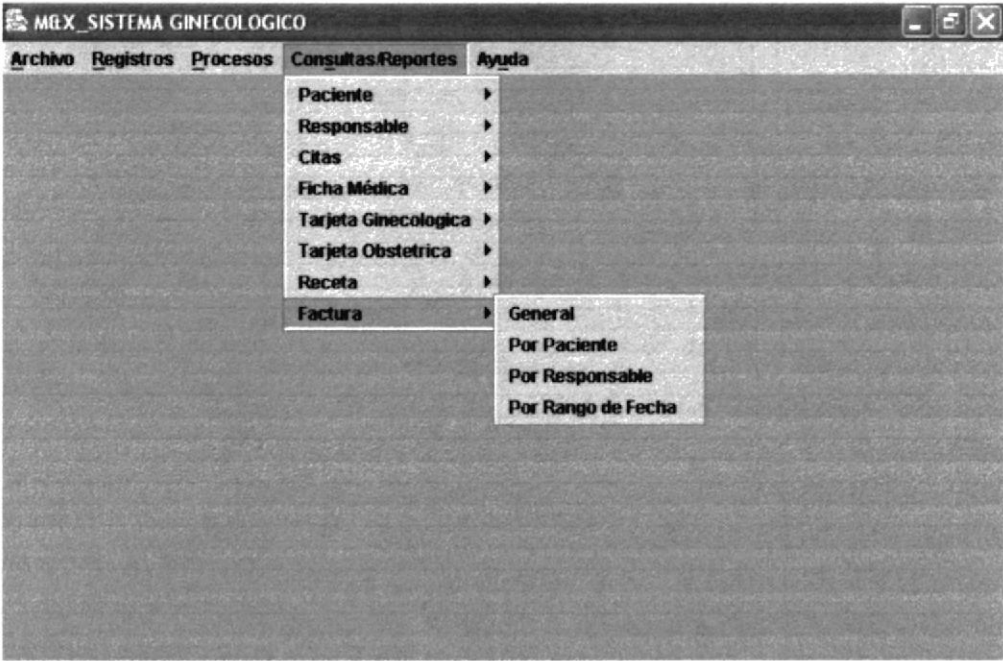 M&X_SISTEMA GINECOLOGICO
Archivo Registros Procesos Consultas/Reportes Ayuda
Paciente
Responsable
Citas
Ficha Médica
Tarjeta Ginecologica
Tarjeta Obstetrica
Receta
Factura
General
Por Paciente
Por Responsable
Por Rango de Fecha